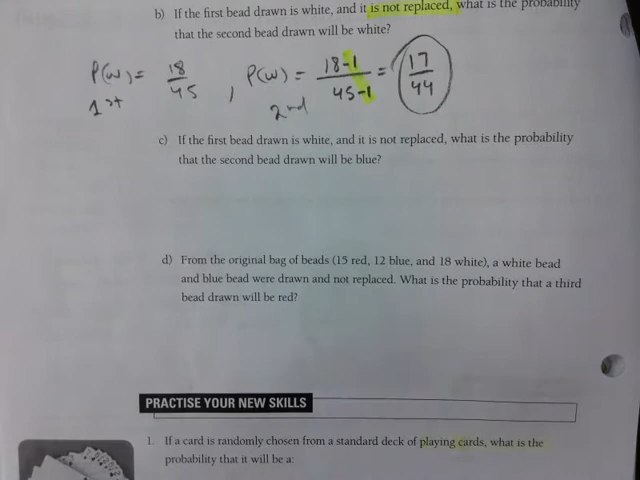 b) If the first bead drawn is white, and it is not replaced, what is the probability
that the second bead drawn will be white?
P(W) = 18/45 , P(W) = 18-1/45-1 = 17/44
1st 2nd
c) If the first bead drawn is white, and it is not replaced, what is the probability
that the second bead drawn will be blue?
d) From the original bag of beads (15 red, 12 blue, and 18 white), a white bead
and blue bead were drawn and not replaced. What is the probability that a third
bead drawn will be red?
PRACTISE YOUR NEW SKILLS
1. If a card is randomly chosen from a standard deck of playing cards, what is the
probability that it will be a: